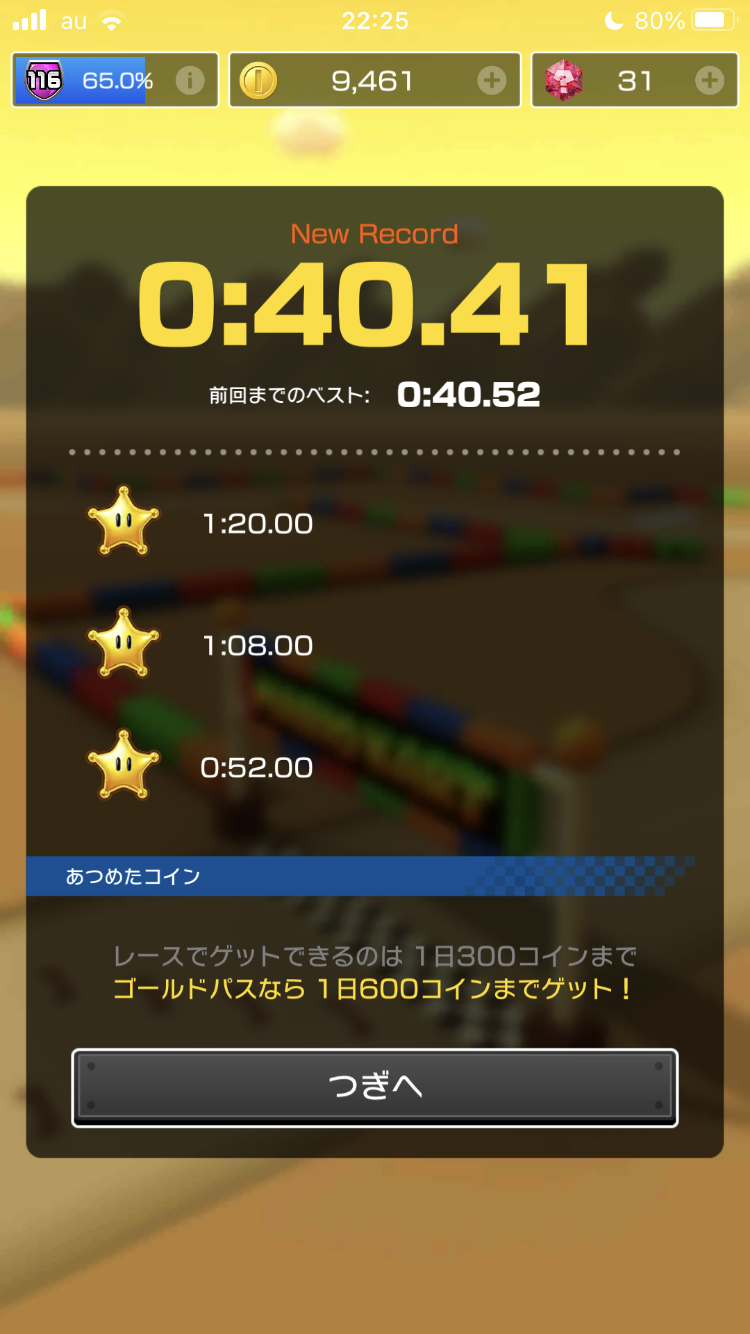 au 22:25 80%
116 65.0% 9,461 31
New Record
0:40.41
前回までのベスト: 0:40.52
1:20.00
1:08.00
0:52.00
あつめたコイン
レースでゲットできるのは 1日300コインまで
ゴールドパスなら 1日600コインまでゲット！
つぎへ